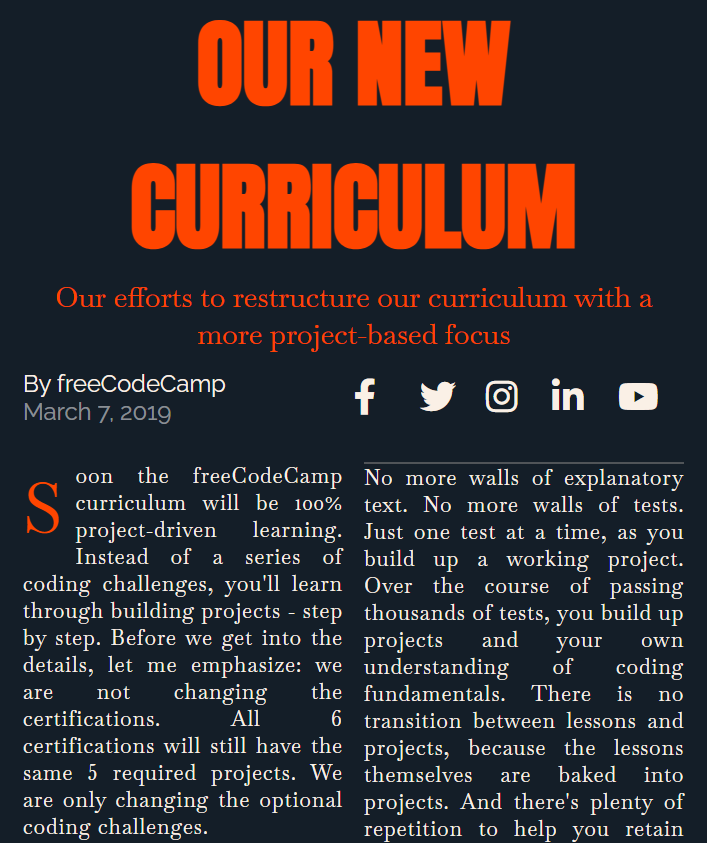 OUR NEW
CURRICULUM
Our efforts to restructure our curriculum with a
more project-based focus
By freeCodeCamp
March 7, 2019
Soon the freeCodeCamp
curriculum will be 100%
project-driven learning.
Instead of a series of
coding challenges, you'll learn
through building projects - step
by step. Before we get into the
details, let me emphasize: we
are not changing the
certifications. All 6
certifications will still have the
same 5 required projects. We
are only changing the optional
coding challenges.
No more walls of explanatory
text. No more walls of tests.
Just one test at a time, as you
build up a working project.
Over the course of passing
thousands of tests, you build up
projects and your own
understanding of coding
fundamentals. There is no
transition between lessons and
projects, because the lessons
themselves are baked into
projects. And there's plenty of
repetition to help you retain